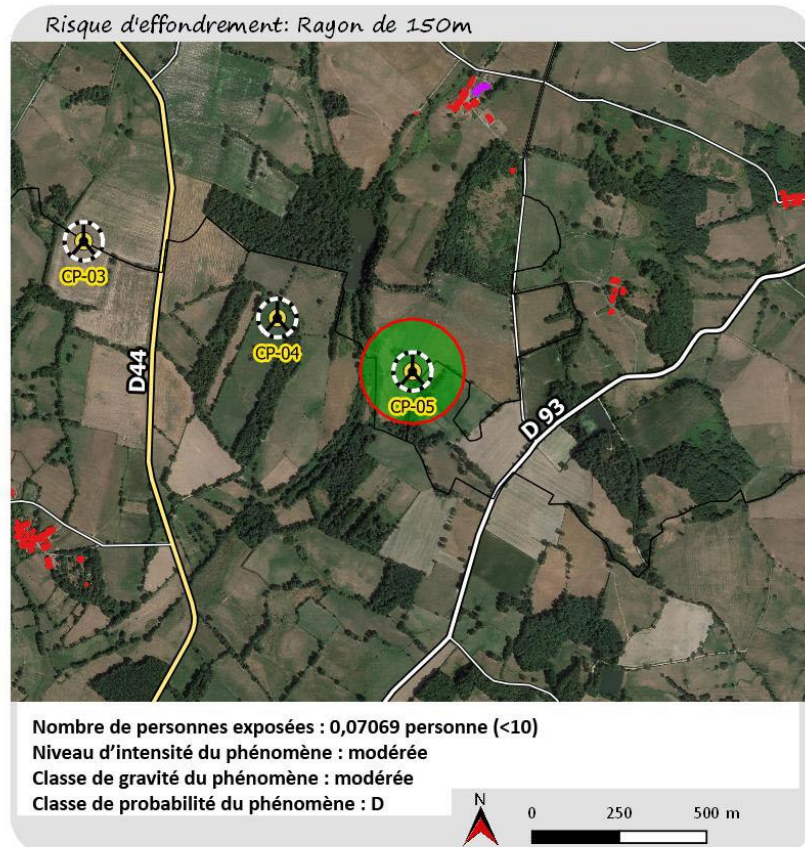 Risque d'effondrement: Rayon de 150m
CP-03
D44
CP-04
CP-05
D 93
Nombre de personnes exposées : 0,07069 personne (<10)
Niveau d'intensité du phénomène : modérée
Classe de gravité du phénomène : modérée
Classe de probabilité du phénomène : D
N
0 250 500 m